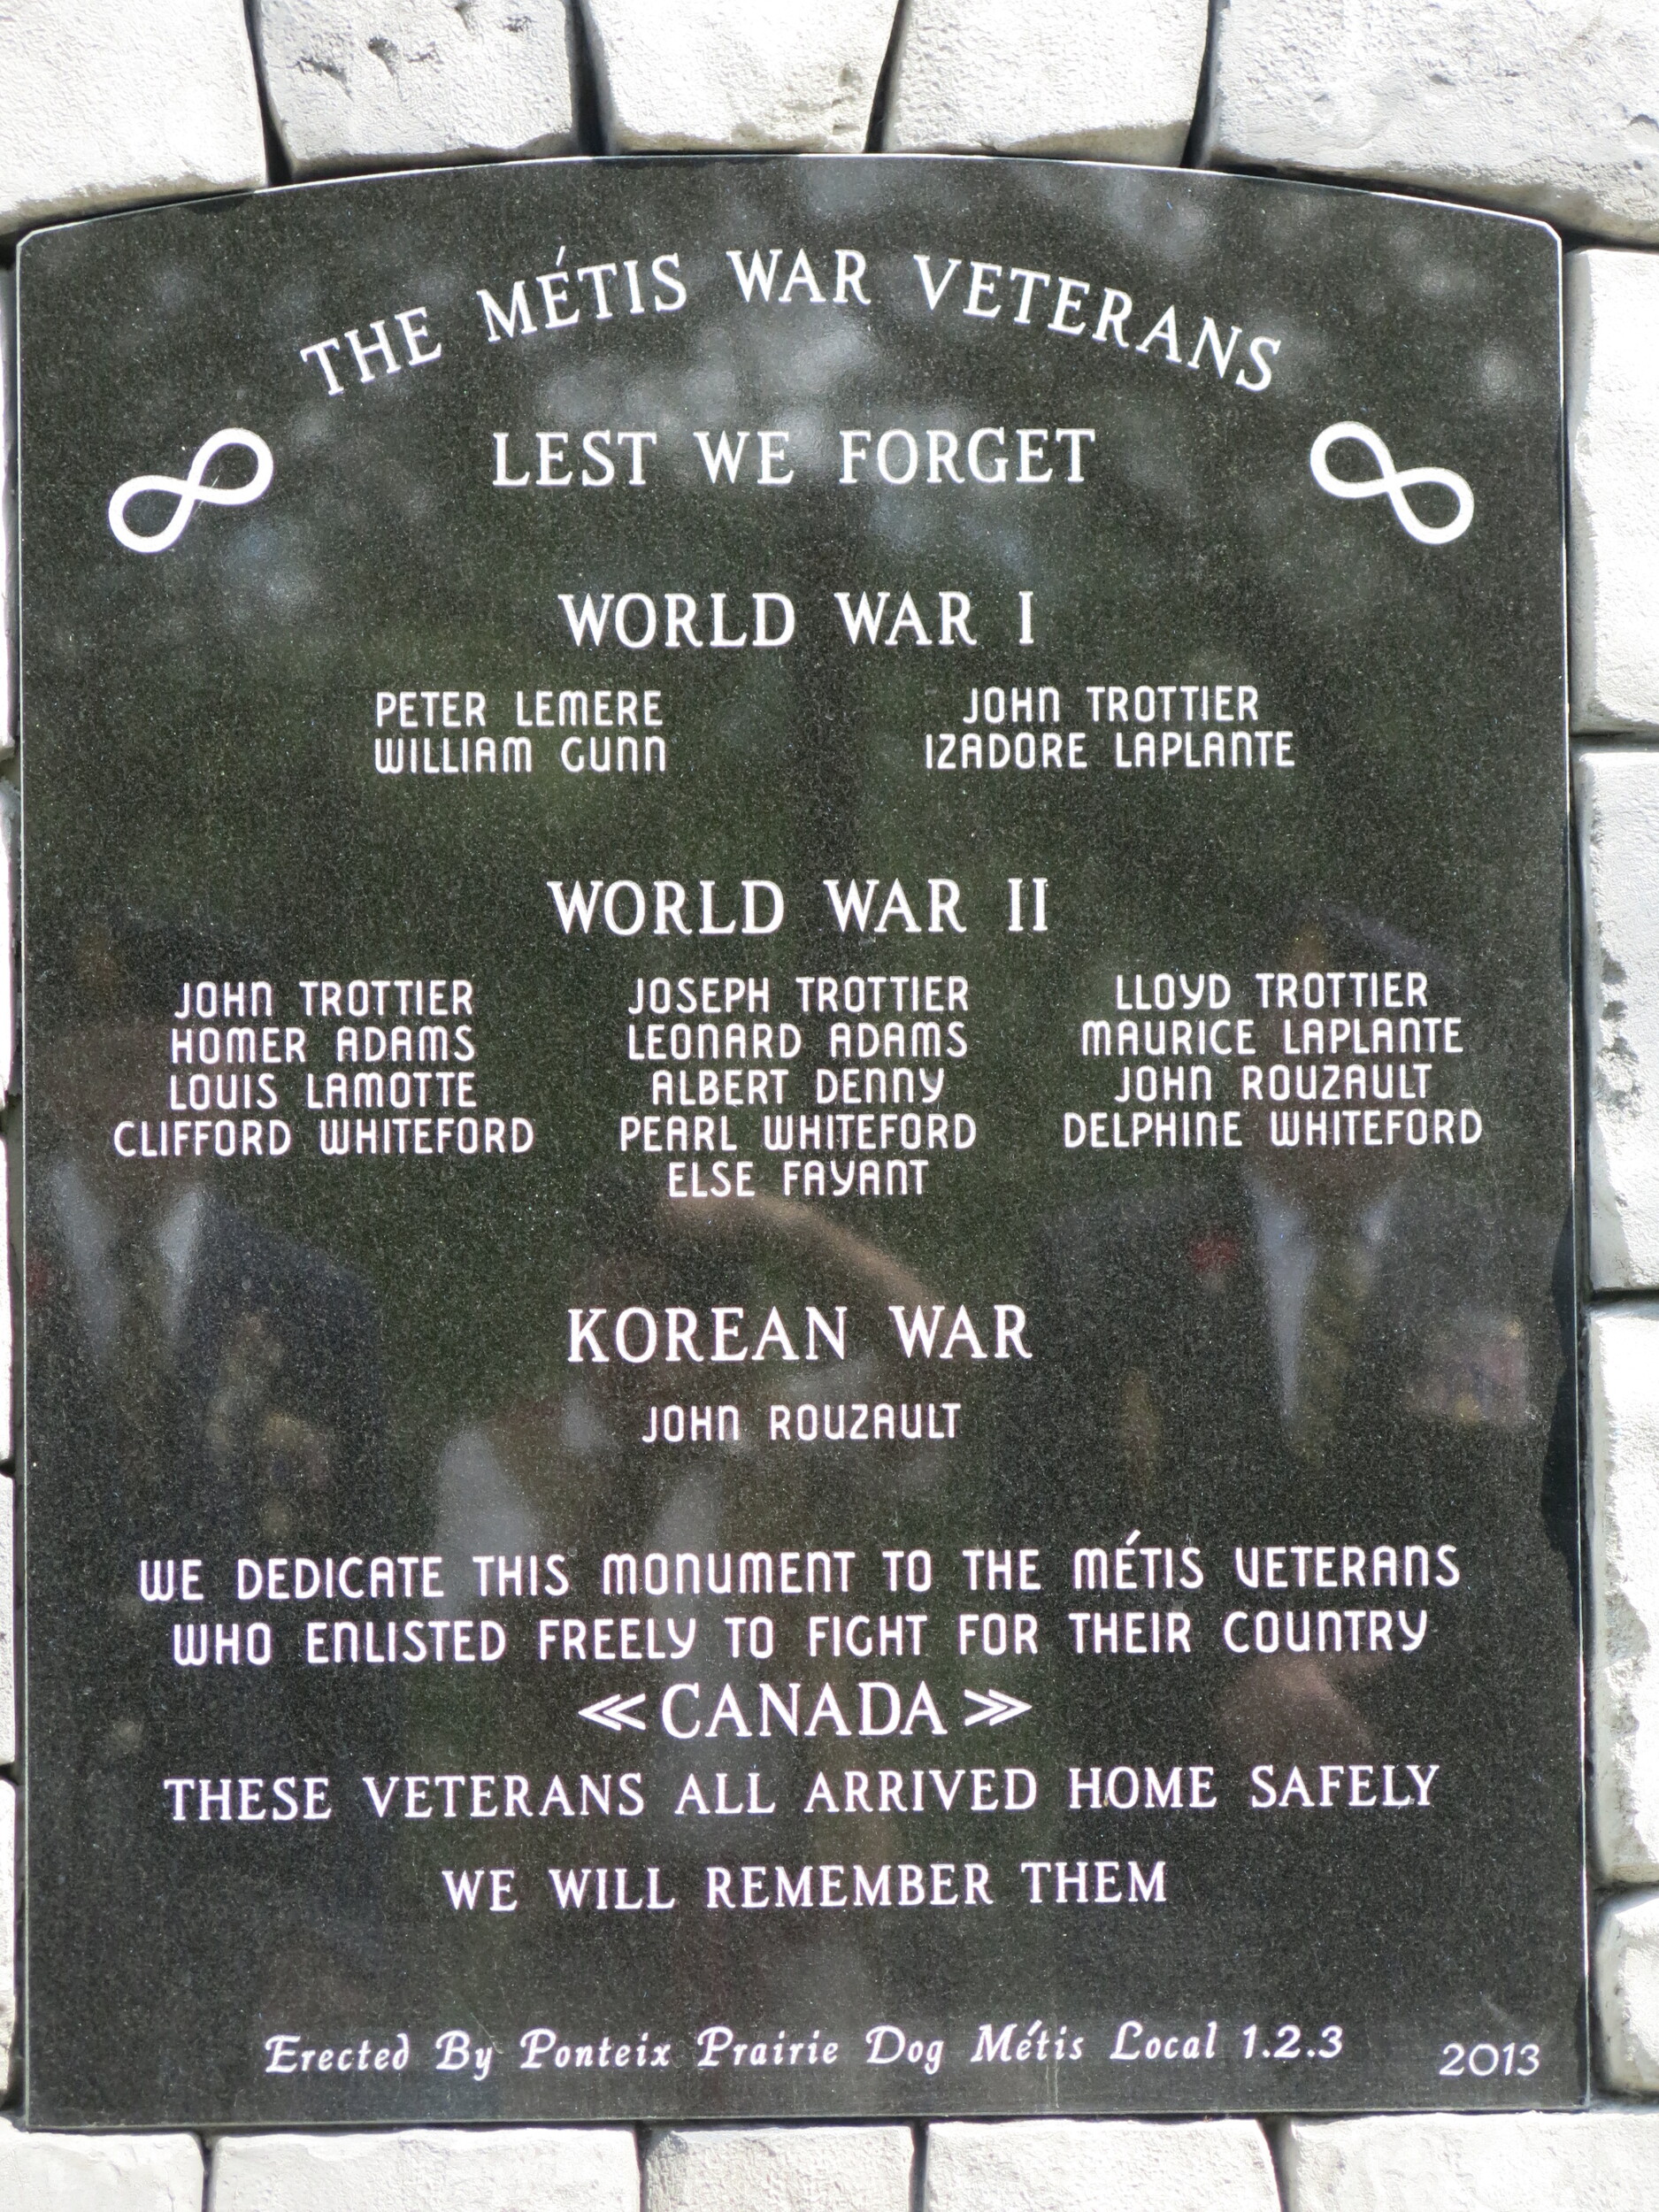 THE MÉTIS WAR VETERANS
LEST WE FORGET
WORLD WAR I
PETER LEMERE JOHN TROTTIER
WILLIAM GUNN IZADORE LAPLANTE
WORLD WAR II
JOHN TROTTIER JOSEPH TROTTIER LLOYD TROTTIER
HOMER ADAMS LEONARD ADAMS MAURICE LAPLANTE
LOUIS LAMOTTE ALBERT DENNY JOHN ROUZAULT
CLIFFORD WHITEFORD PEARL WHITEFORD DELPHINE WHITEFORD
ELSE FAYANT
KOREAN WAR
JOHN ROUZAULT
WE DEDICATE THIS MONUMENT TO THE MÉTIS VETERANS
WHO ENLISTED FREELY TO FIGHT FOR THEIR COUNTRY
≪CANADA≫
THESE VETERANS ALL ARRIVED HOME SAFELY
WE WILL REMEMBER THEM
Erected By Ponteix Prairie Dog Métis Local 1.2.3 2013